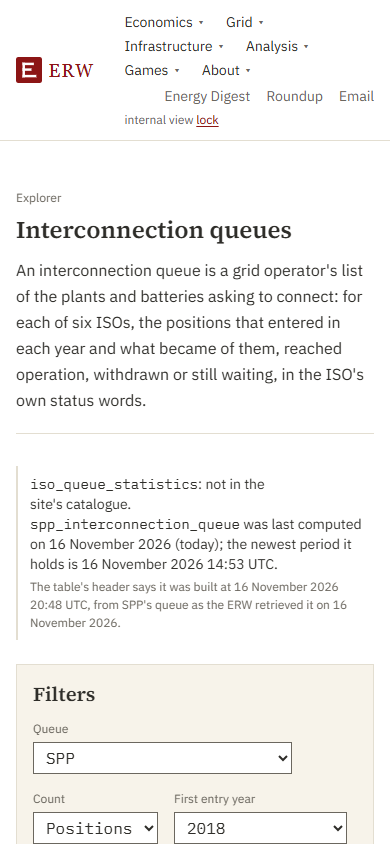 Economics ▾ Grid ▾
Infrastructure ▾ Analysis ▾
E ERW
Games ▾ About ▾
Energy Digest Roundup Email
internal view lock
Explorer
Interconnection queues
An interconnection queue is a grid operator's list
of the plants and batteries asking to connect: for
each of six ISOs, the positions that entered in
each year and what became of them, reached
operation, withdrawn or still waiting, in the ISO's
own status words.
iso_queue_statistics: not in the
site's catalogue.
spp_interconnection_queue was last computed
on 16 November 2026 (today); the newest period it
holds is 16 November 2026 14:53 UTC.
The table's header says it was built at 16 November 2026
20:48 UTC, from SPP's queue as the ERW retrieved it on 16
November 2026.
Filters
Queue
SPP
Count First entry year
Positions 2018